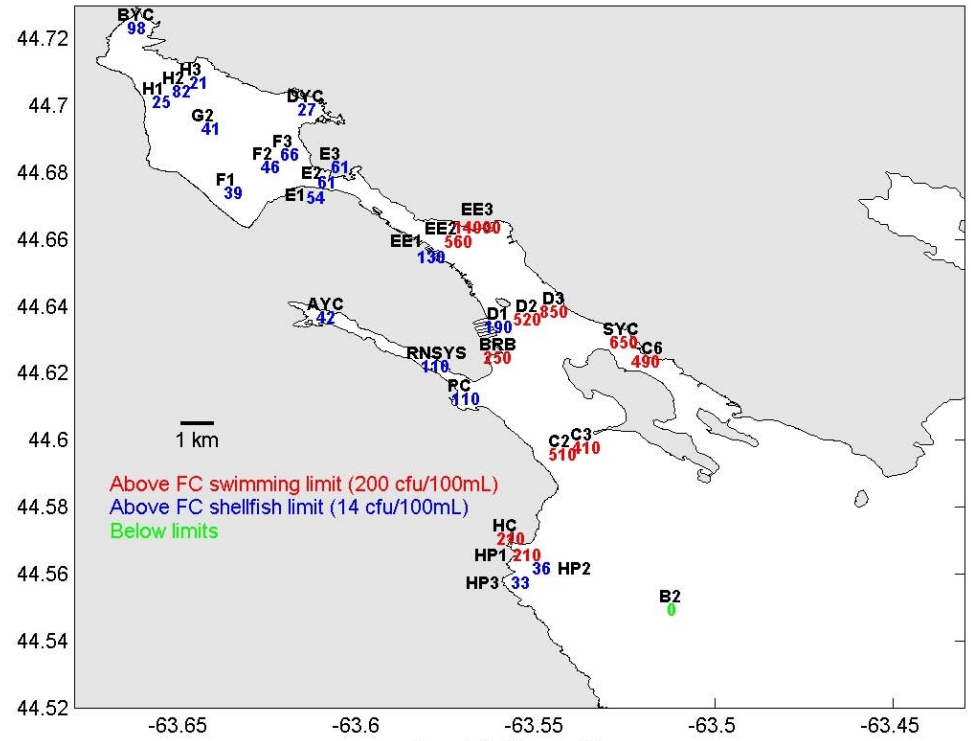 44.72
44.7
44.68
44.66
44.64
44.62
44.6
44.58
44.56
44.54
44.52
BYC
98
H3
21
H2
82
H1
25
G2
41
DYC
27
F3
66
F2
46
F1
39
E3
61
E2
61
E1 54
EE3
14000
EE2
560
EE1
130
AYC
42
D1
190
D2
520
D3
850
BRB
250
SYC
650
C6
490
RNSYS
110
PC
110
C2
510
C3
410
1 km
Above FC swimming limit (200 cfu/100mL)
Above FC shellfish limit (14 cfu/100mL)
Below limits
HC
210
HP1 210
36 HP2
HP3 33
B2
0
-63.65 -63.6 -63.55 -63.5 -63.45